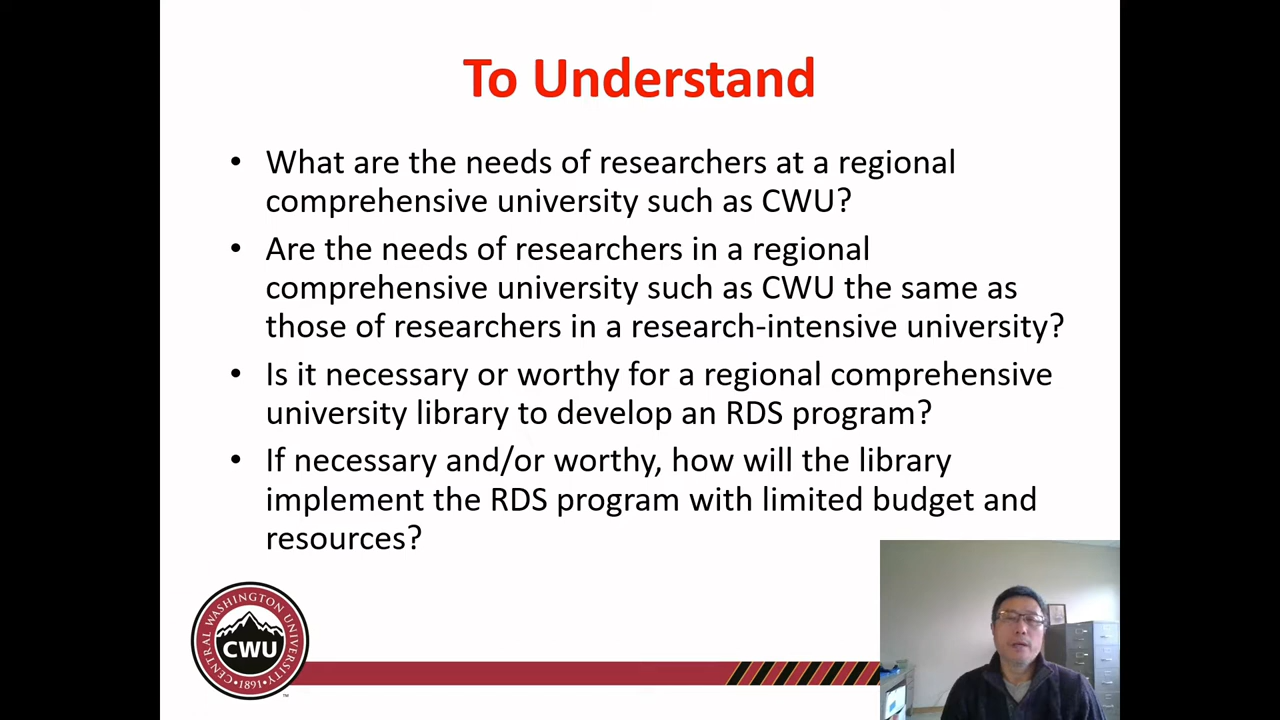 To Understand
• What are the needs of researchers at a regional
comprehensive university such as CWU?
• Are the needs of researchers in a regional
comprehensive university such as CWU the same as
those of researchers in a research-intensive university?
• Is it necessary or worthy for a regional comprehensive
university library to develop an RDS program?
• If necessary and/or worthy, how will the library
implement the RDS program with limited budget and
resources?
CENTRAL WASHINGTON UNIVERSITY
CWU
•1891•
™